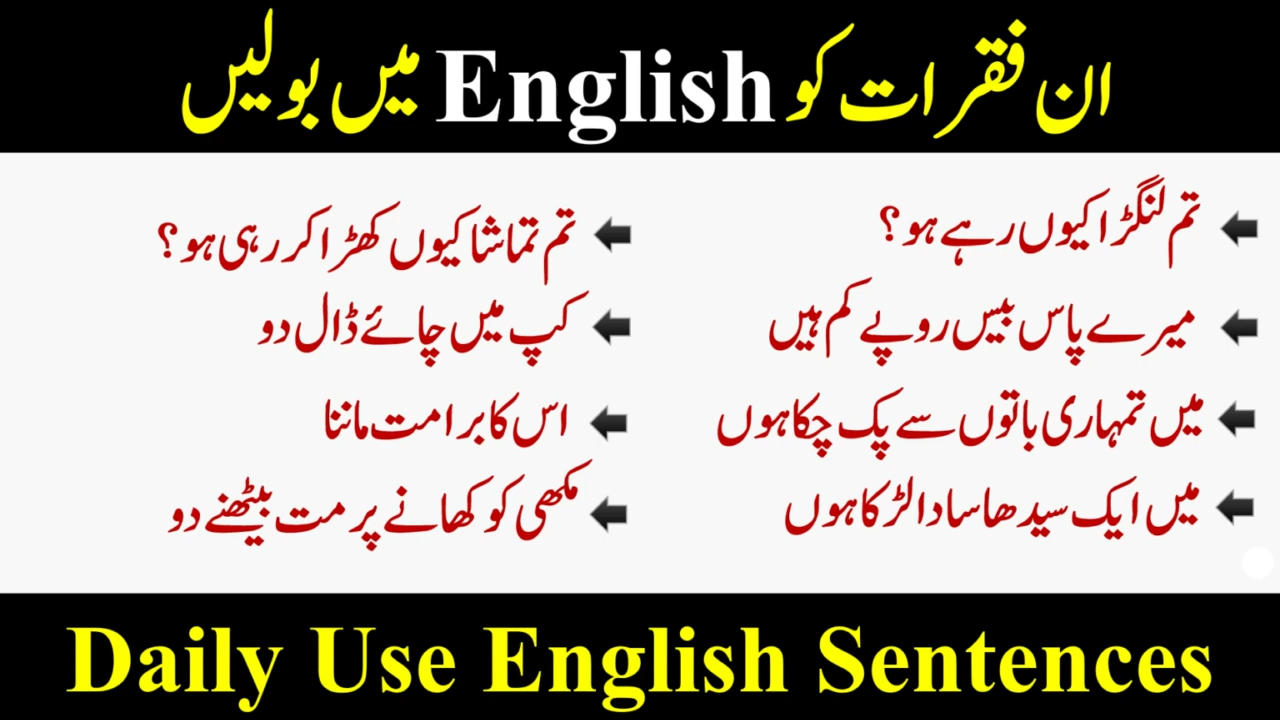 ان فقرات کو English میں بولیں
تم لنگڑا کیوں رہے ہو؟
میرے پاس بیس روپے کم ہیں
میں تمہاری باتوں سے پک چکا ہوں
میں ایک سیدھا سادا لڑکا ہوں
تم تماشا کیوں کھڑا کر رہی ہو؟
کپ میں چائے ڈال دو
اس کا برا مت ماننا
مکھی کو کھانے پر مت بیٹھنے دو
Daily Use English Sentences